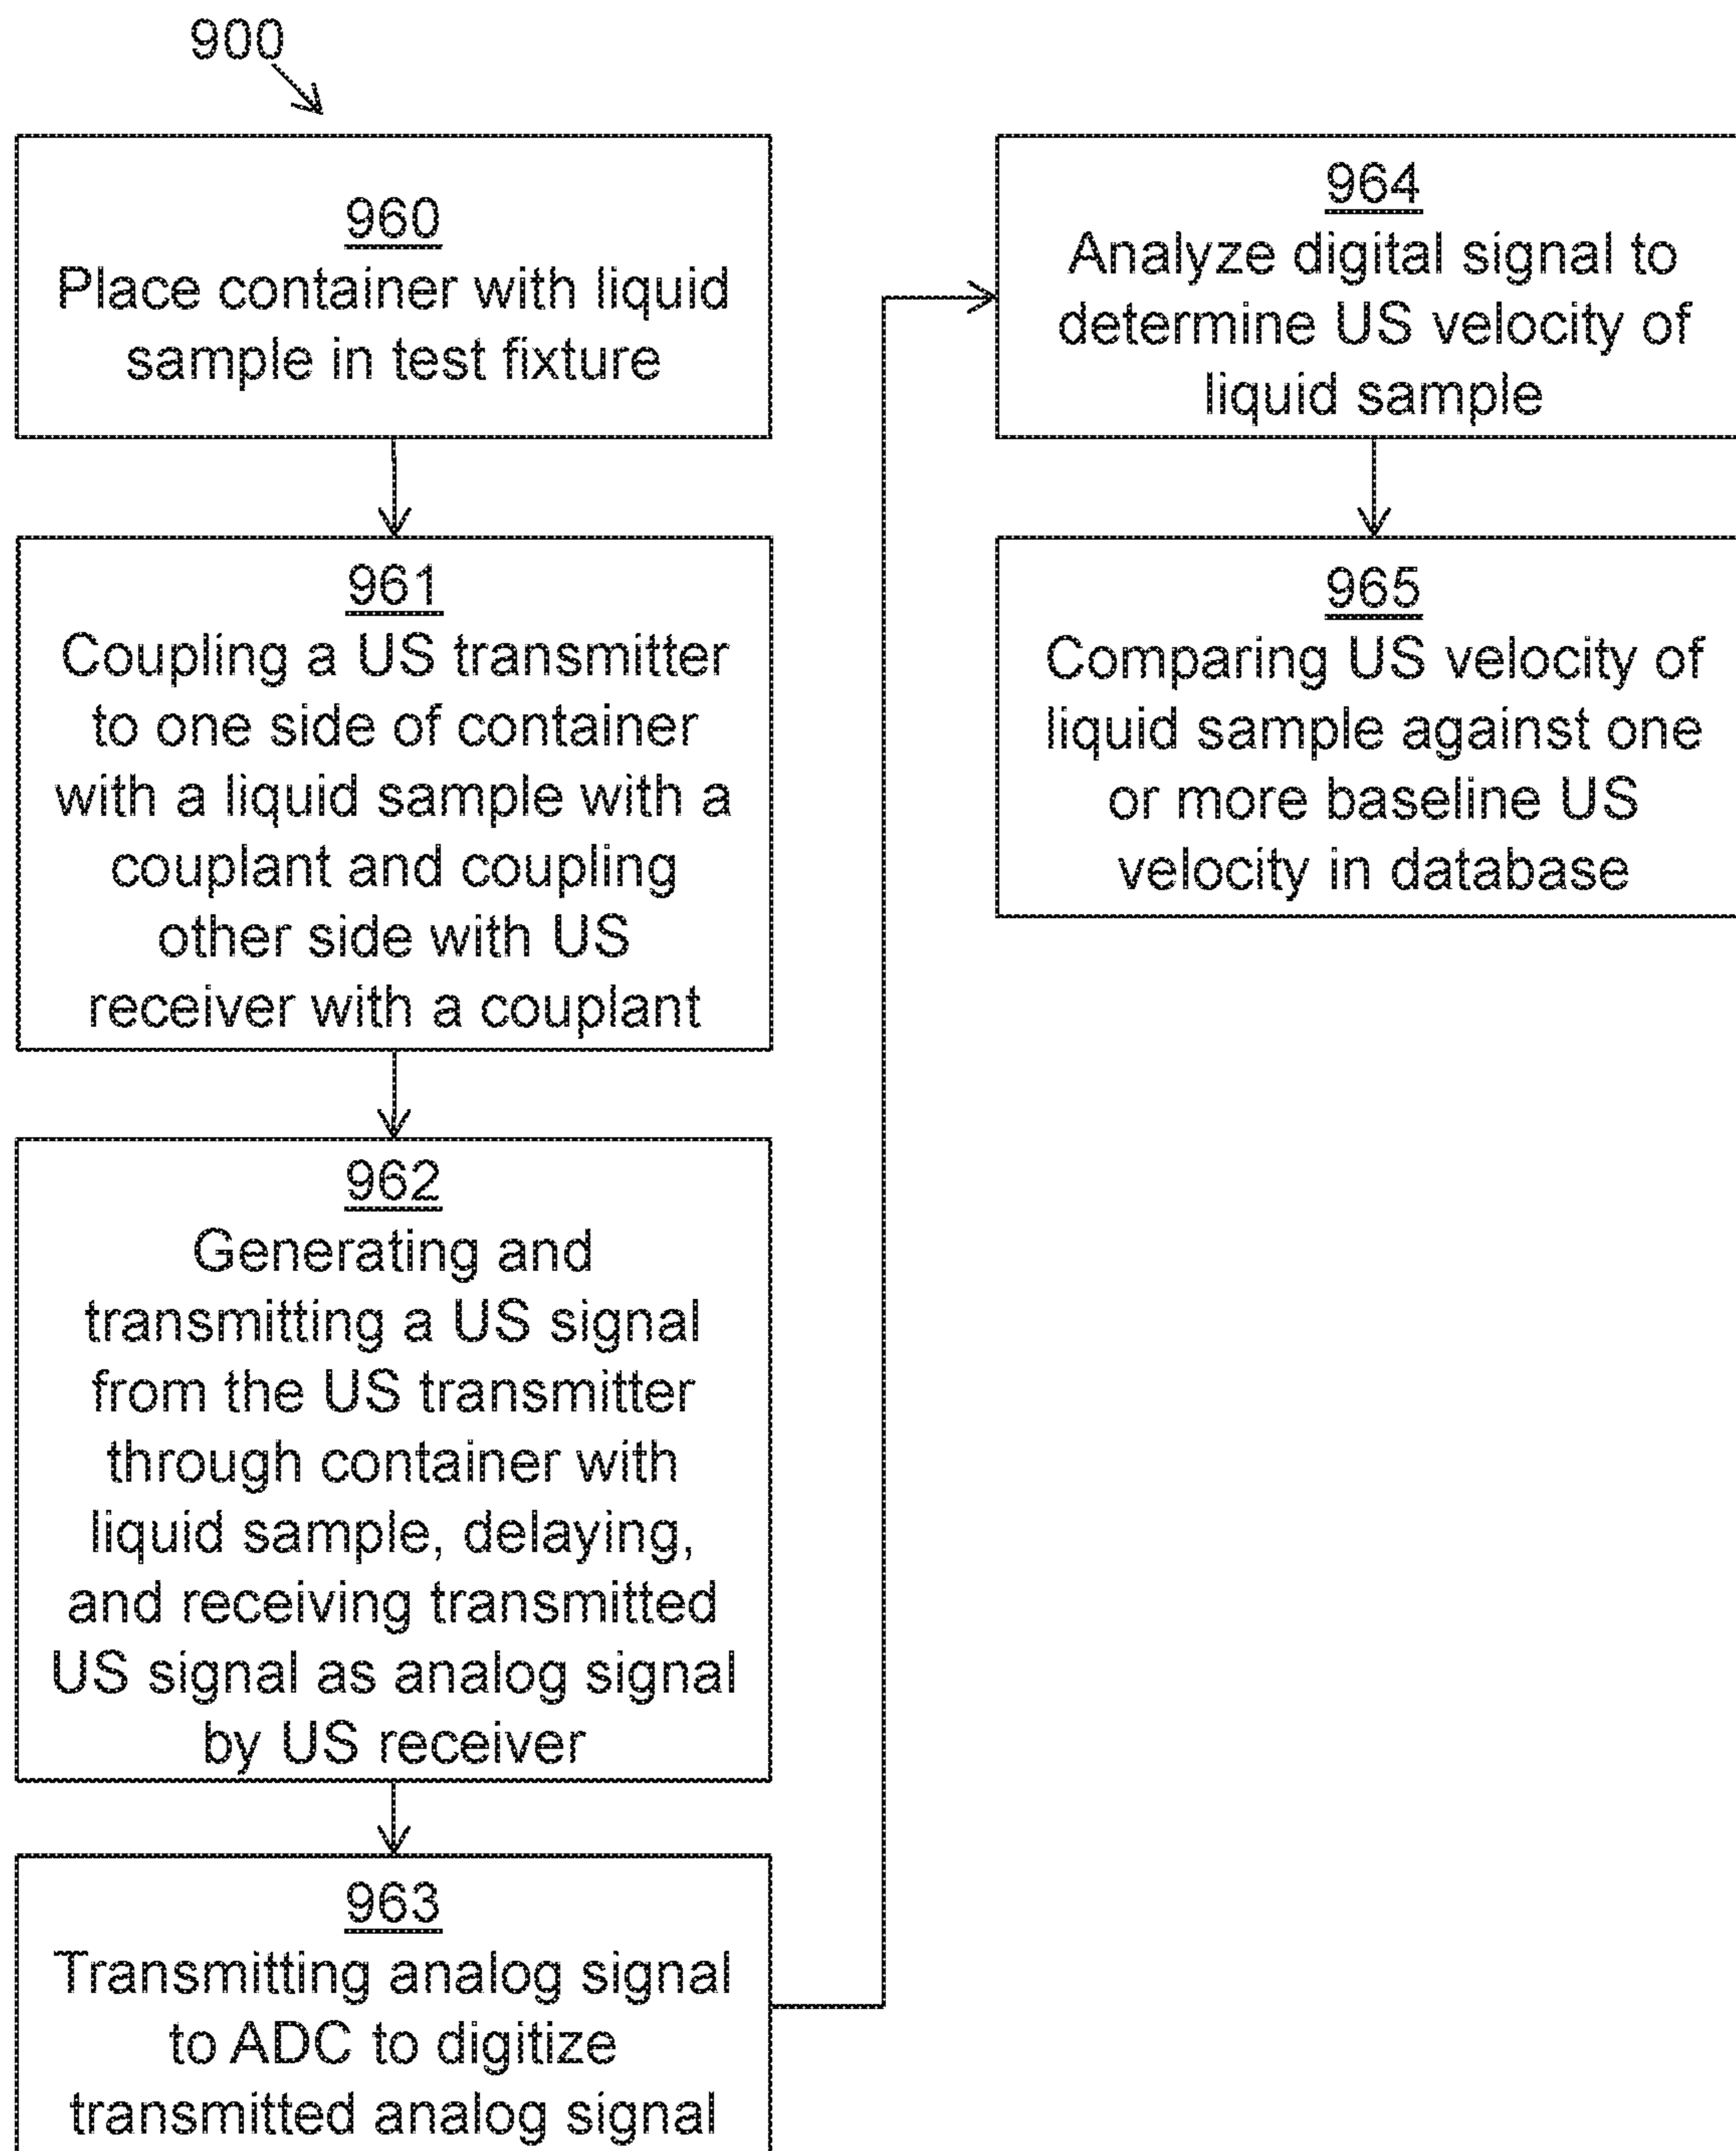 900
960
Place container with liquid
sample in test fixture
961
Coupling a US transmitter
to one side of container
with a liquid sample with a
couplant and coupling
other side with US
receiver with a couplant
962
Generating and
transmitting a US signal
from the US transmitter
through container with
liquid sample, delaying,
and receiving transmitted
US signal as analog signal
by US receiver
963
Transmitting analog signal
to ADC to digitize
transmitted analog signal
964
Analyze digital signal to
determine US velocity of
liquid sample
965
Comparing US velocity of
liquid sample against one
or more baseline US
velocity in database